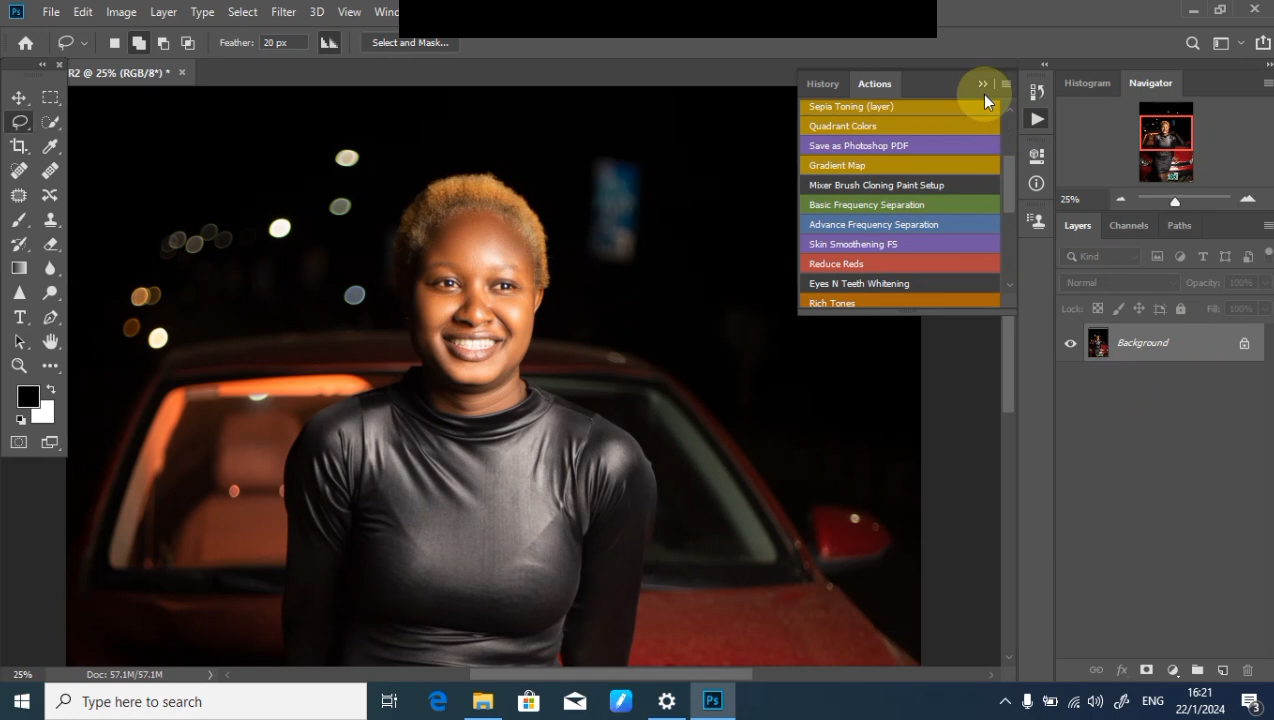 Ps File Edit Image Layer Type Select Filter 3D View
Feather: 20 px Select and Mask...
R2 @ 25% (RGB/8*) * ×
History Actions
Sepia Toning (layer)
Quadrant Colors
Save as Photoshop PDF
Gradient Map
Mixer Brush Cloning Paint Setup
Basic Frequency Separation
Advance Frequency Separation
Skin Smoothening FS
Reduce Reds
Eyes N Teeth Whitening
Rich Tones
Histogram Navigator
25%
Layers Channels Paths
Kind
Normal Opacity: 100%
Lock: Fill: 100%
Background
25% Doc: 57.1M/57.1M
Type here to search
Ps
ENG
16:21
22/1/2024
3